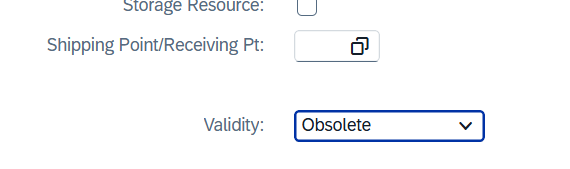 Storage Resource:
Shipping Point/Receiving Pt:
Validity: Obsolete